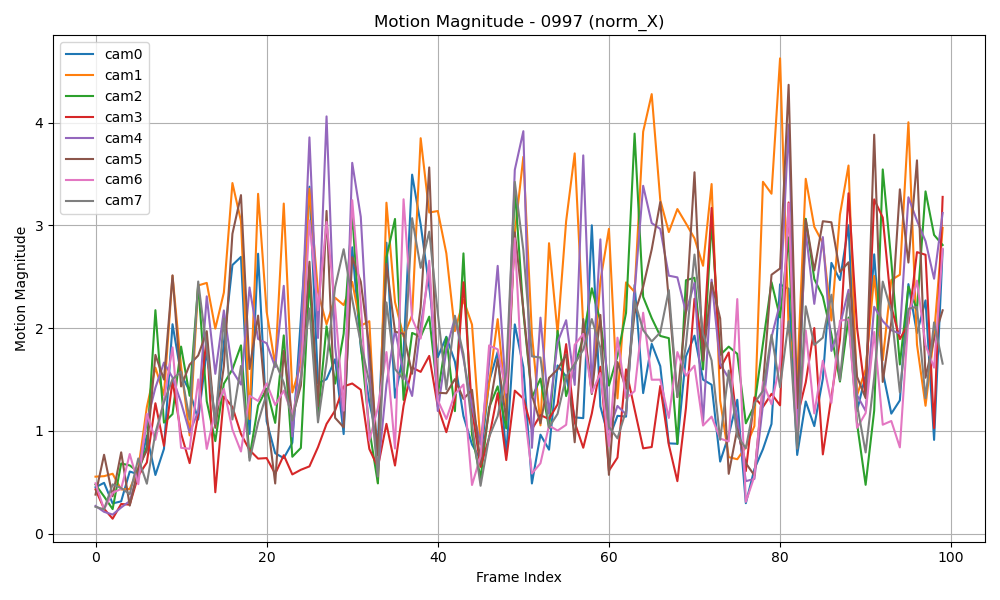 Motion Magnitude - 0997 (norm_X)
cam0
cam1
cam2
cam3
cam4
cam5
cam6
cam7
Motion Magnitude
4
3
2
1
0
0 20 40 60 80 100
Frame Index